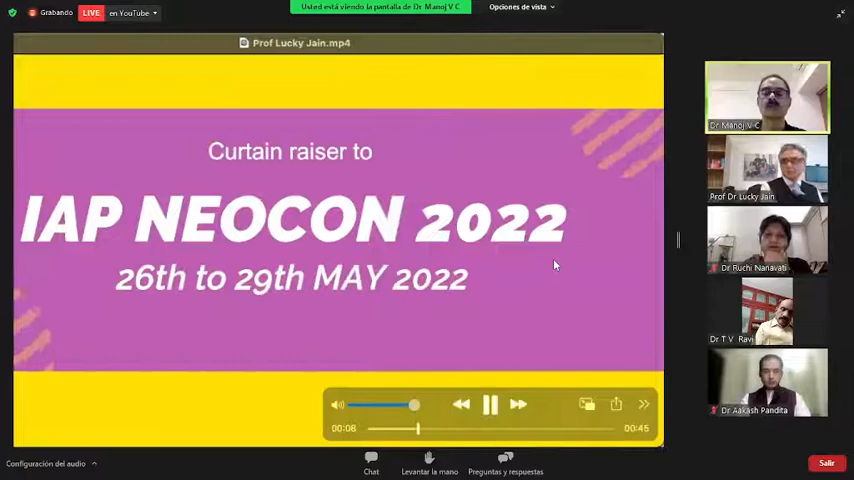 Grabando
LIVE
en YouTube
Usted está viendo la pantalla de Dr Manoj V C
Opciones de vista
Prof Lucky Jain.mp4
Curtain raiser to
IAP NEOCON 2022
26th to 29th MAY 2022
00:08
00:45
Dr Manoj V C
Prof Dr Lucky Jain
Dr Ruchi Nanavati
Dr T V Ravi
Dr Aakash Pandita
Configuración del audio
Chat
Levantar la mano
Preguntas y respuestas
Salir